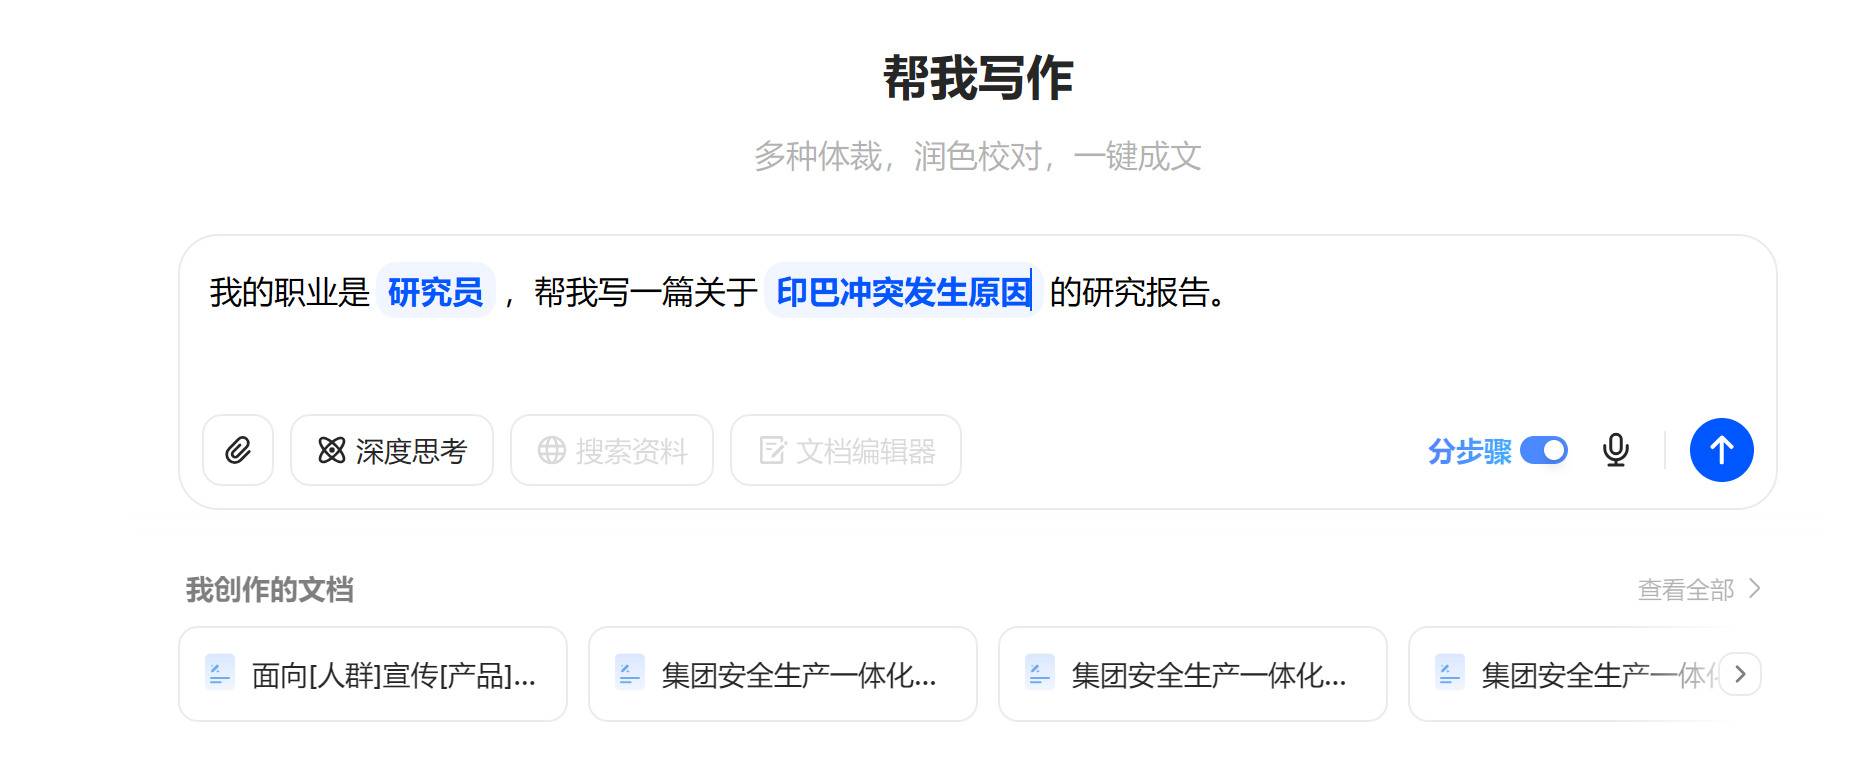 帮我写作
多种体裁，润色校对，一键成文
我的职业是 研究员 ，帮我写一篇关于 印巴冲突发生原因 的研究报告。
深度思考 搜索资料 文档编辑器 分步骤
我创作的文档 查看全部
面向[人群]宣传[产品]... 集团安全生产一体化... 集团安全生产一体化... 集团安全生产一体化